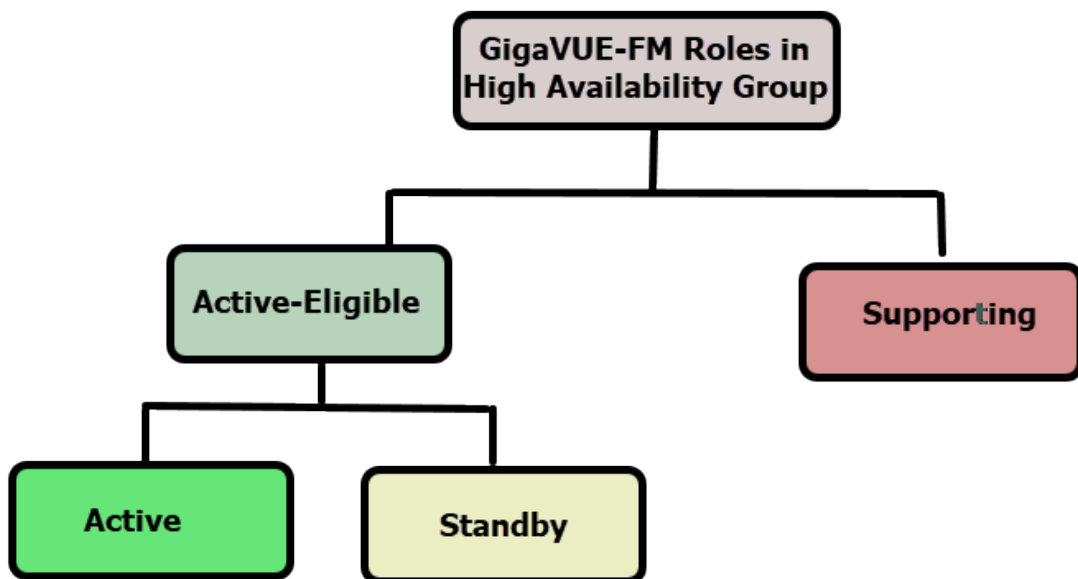 GigaVUE-FM Roles in
High Availability Group
Active-Eligible
Supporting
Active
Standby